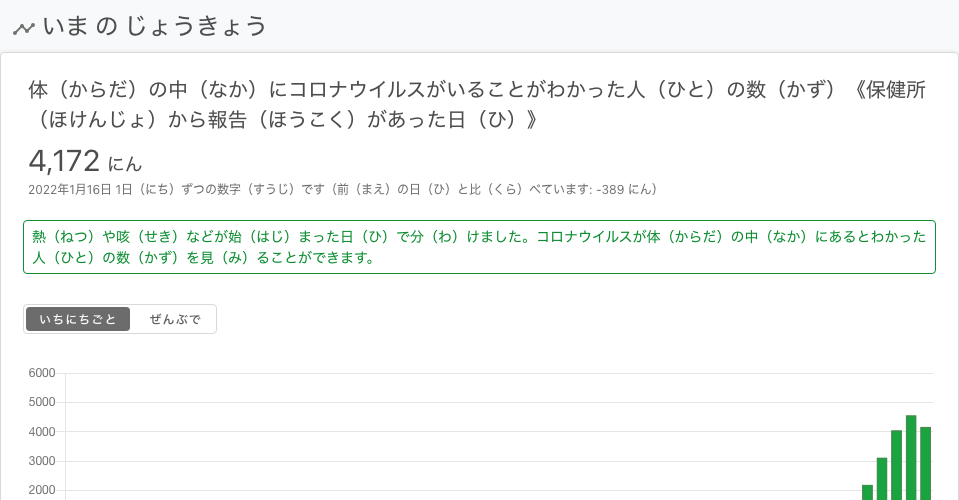 いま の じょうきょう
体（からだ）の中（なか）にコロナウイルスがいることがわかった人（ひと）の数（かず）《保健所
（ほけんじょ）から報告（ほうこく）があった日（ひ）》
4,172 にん
2022年1月16日 1日（にち）ずつの数字（すうじ）です（前（まえ）の日（ひ）と比（くら）べています: -389 にん）
熱（ねつ）や咳（せき）などが始（はじ）まった日（ひ）で分（わ）けました。コロナウイルスが体（からだ）の中（なか）にあるとわかった
人（ひと）の数（かず）を見（み）ることができます。
いちにちごと ぜんぶで
6000
5000
4000
3000
2000